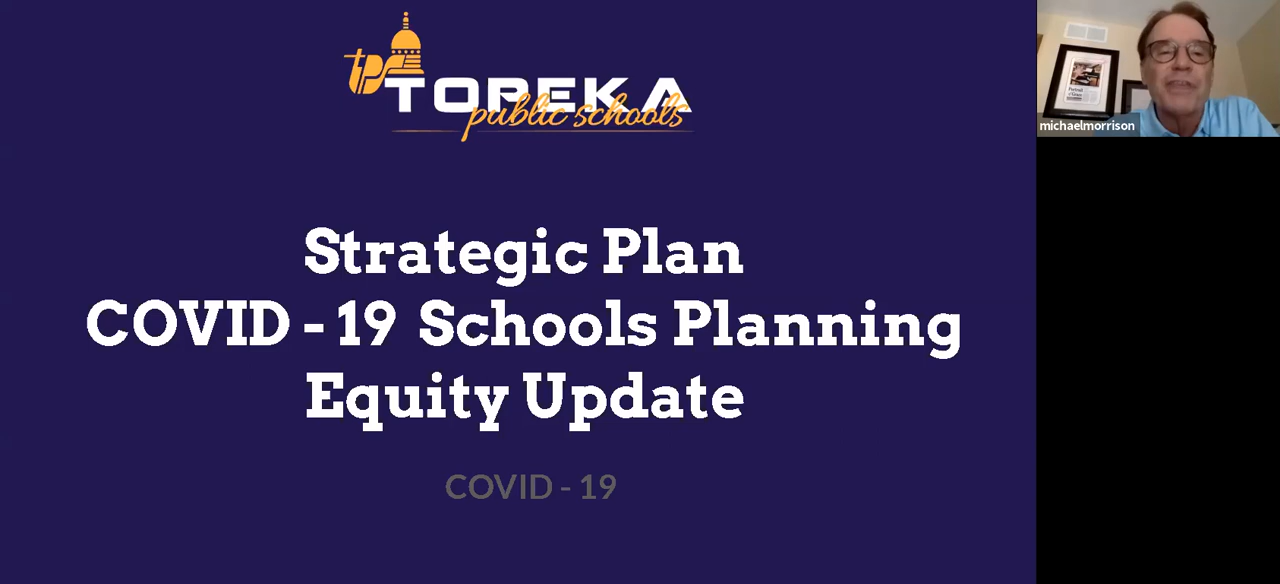 TOPEKA
public schools
Strategic Plan
COVID - 19 Schools Planning
Equity Update
COVID - 19
michaelmorrison